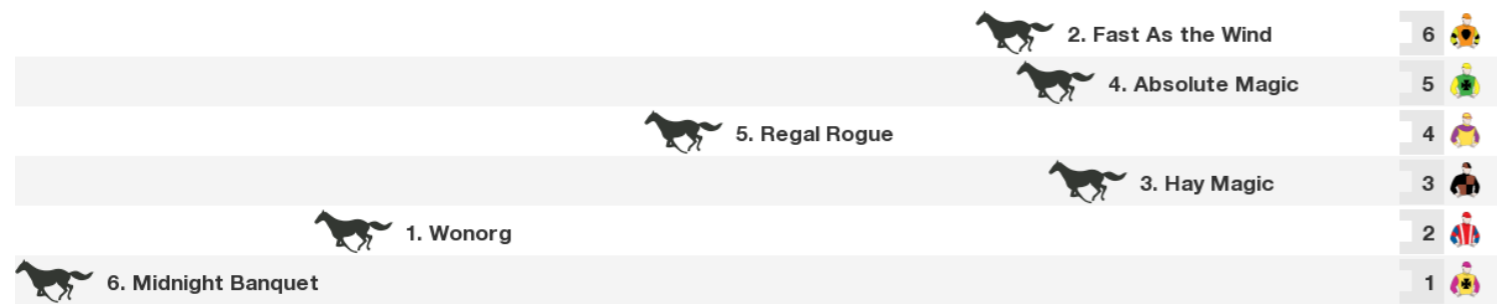 2. Fast As the Wind 6
4. Absolute Magic 5
5. Regal Rogue 4
3. Hay Magic 3
1. Wonorg 2
6. Midnight Banquet 1